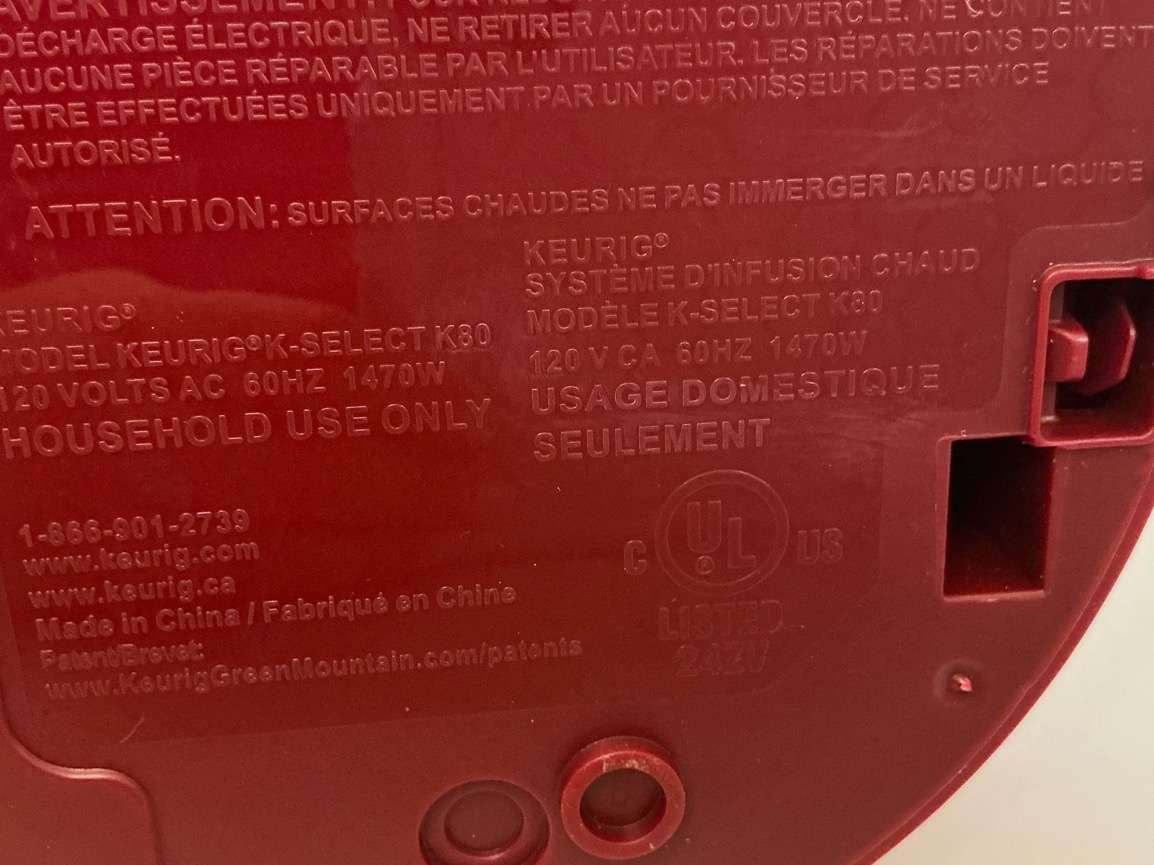 AVERTISSEMENT:
DÉCHARGE ÉLECTRIQUE, NE RETIRER AUCUN COUVERCLE. NE CONTIENT
AUCUNE PIÈCE RÉPARABLE PAR L'UTILISATEUR. LES RÉPARATIONS DOIVENT
ÊTRE EFFECTUÉES UNIQUEMENT PAR UN POURNISSEUR DE SERVICE
AUTORISÉ.
ATTENTION: SURFACES CHAUDES NE PAS IMMERGER DANS UN LIQUIDE
KEURIG®
MODEL KEURIG® K-SELECT K80
120 VOLTS AC 60HZ 1470W
HOUSEHOLD USE ONLY
KEURIG®
SYSTÈME D'INFUSION CHAUD
MODÈLE K-SELECT K80
120 V CA 60HZ 1470W
USAGE DOMESTIQUE
SEULEMENT
1-866-901-2739
www.keurig.com
www.keurig.ca
Made in China / Fabriqué en Chine
Patent/Brevet:
www.KeurigGreenMountain.com/patents
C UL® US
LISTED
24ZV